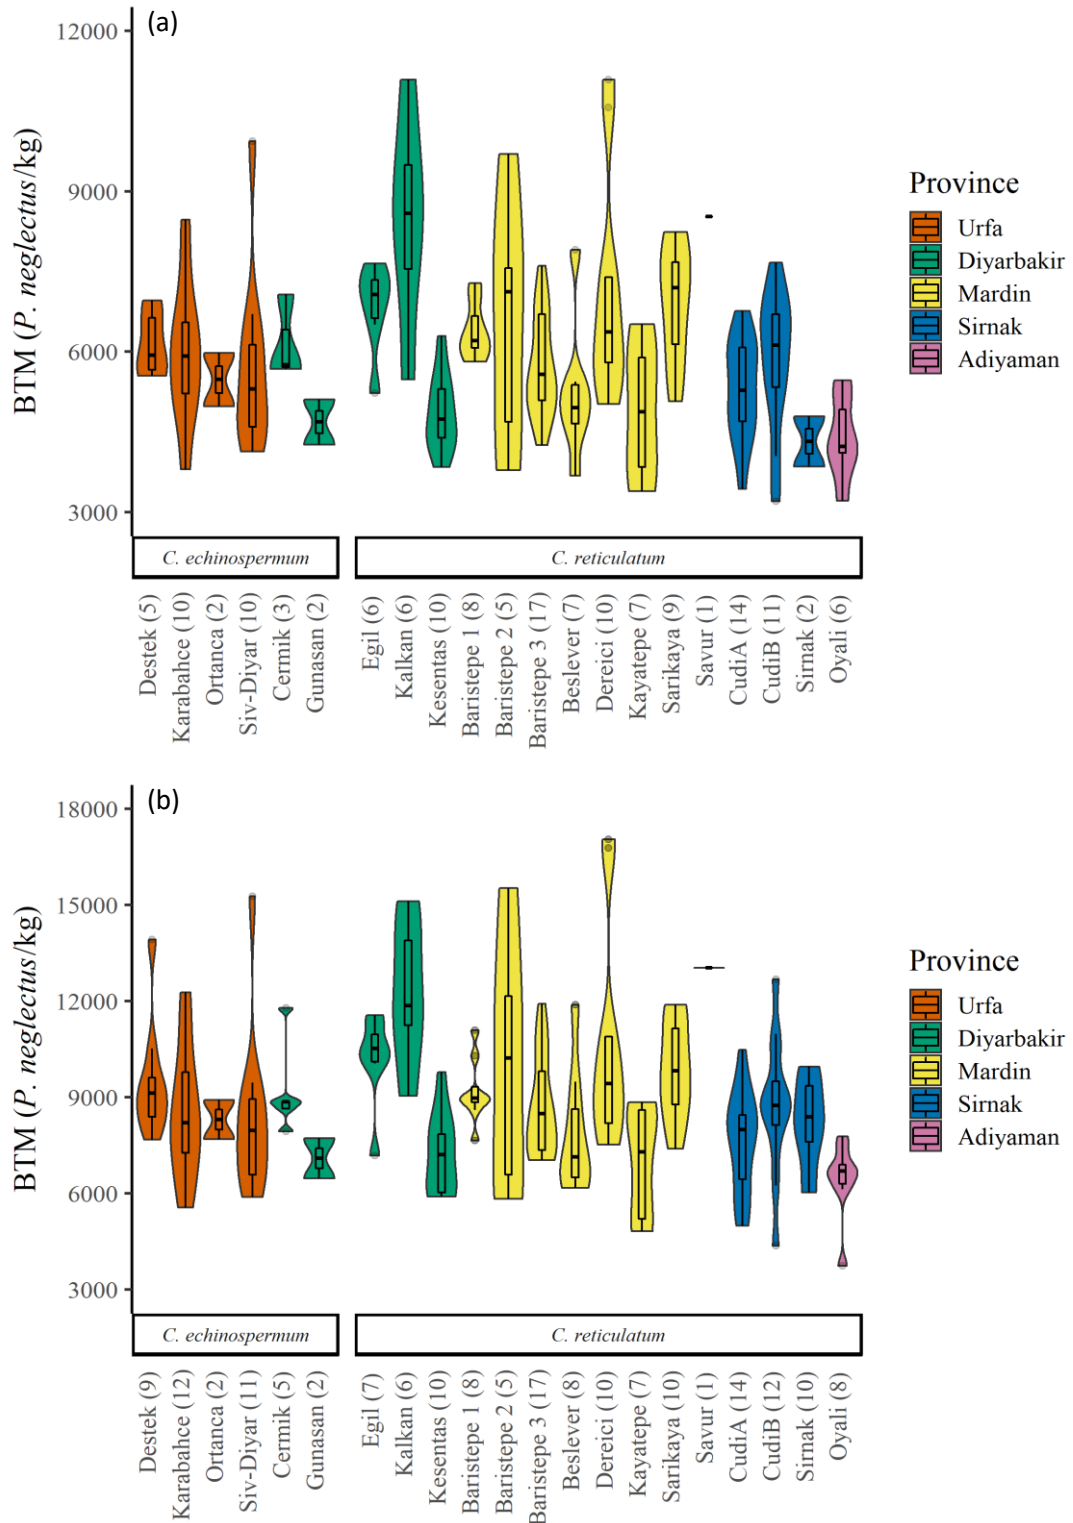 (a)
12000
9000
6000
3000
BTM (P. neglectus/kg)
C. echinospermum
C. reticulatum
Destek (5)
Karabahce (10)
Ortanca (2)
Siv-Diyar (10)
Cermik (3)
Gunasan (2)
Egil (6)
Kalkan (6)
Kesentas (10)
Baristepe 1 (8)
Baristepe 2 (5)
Baristepe 3 (17)
Beslever (7)
Dereici (10)
Kayatepe (7)
Sarikaya (9)
Savur (1)
CudiA (14)
CudiB (11)
Sirnak (2)
Oyali (6)
Province
Urfa
Diyarbakir
Mardin
Sirnak
Adiyaman
(b)
18000
15000
12000
9000
6000
3000
BTM (P. neglectus/kg)
C. echinospermum
C. reticulatum
Destek (9)
Karabahce (12)
Ortanca (2)
Siv-Diyar (11)
Cermik (5)
Gunasan (2)
Egil (7)
Kalkan (6)
Kesentas (10)
Baristepe 1 (8)
Baristepe 2 (5)
Baristepe 3 (17)
Beslever (8)
Dereici (10)
Kayatepe (7)
Sarikaya (10)
Savur (1)
CudiA (14)
CudiB (12)
Sirnak (10)
Oyali (8)
Province
Urfa
Diyarbakir
Mardin
Sirnak
Adiyaman